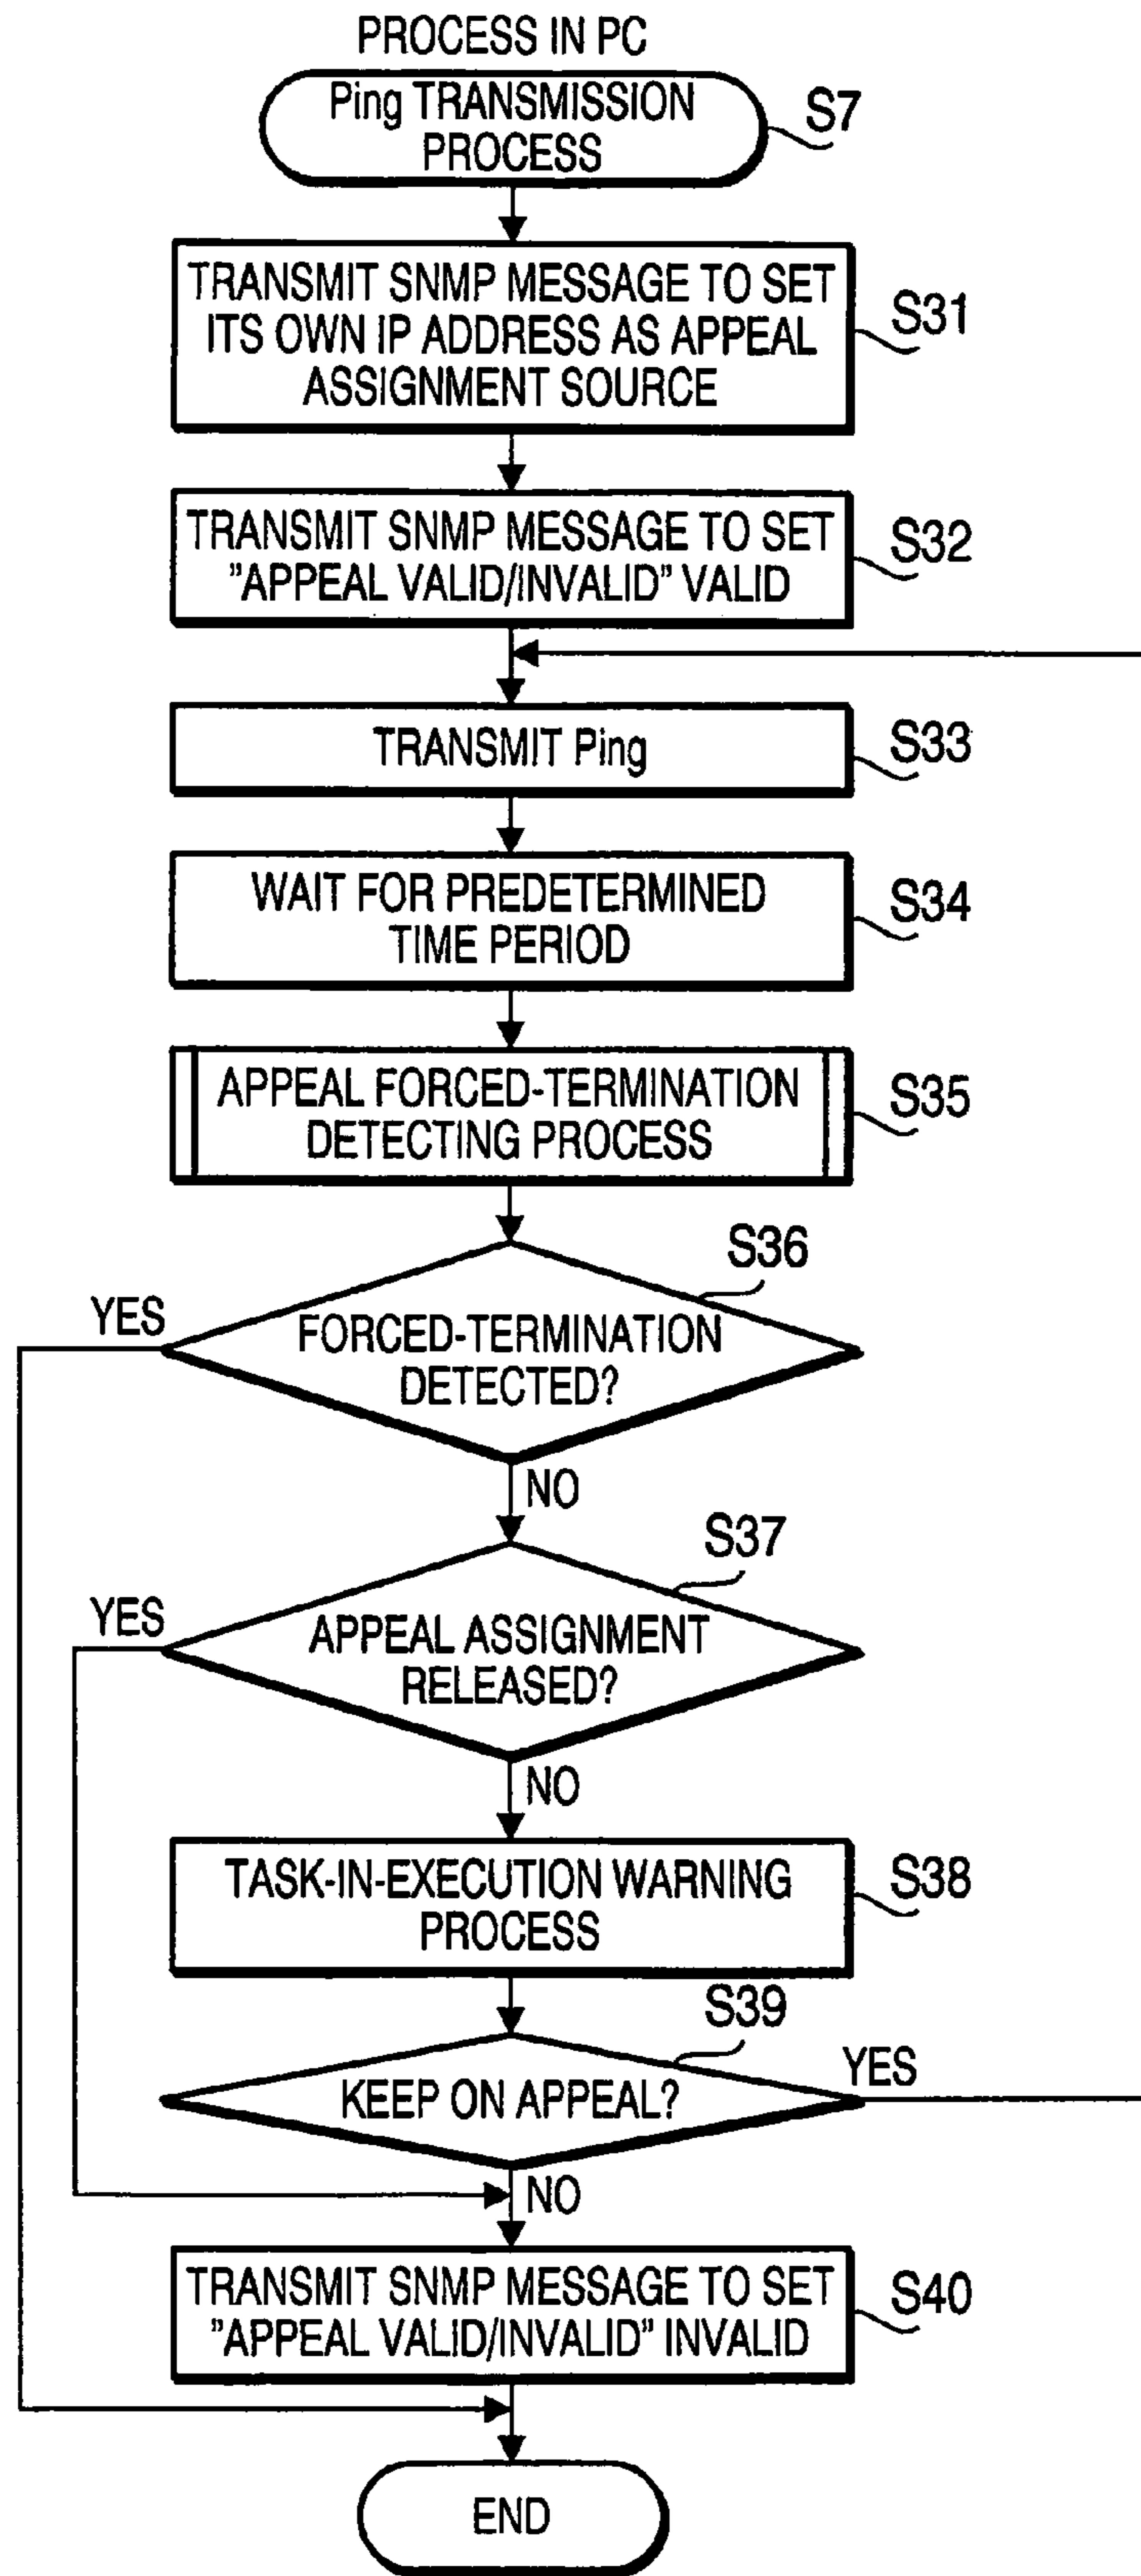 PROCESS IN PC
Ping TRANSMISSION
PROCESS
S7
TRANSMIT SNMP MESSAGE TO SET
ITS OWN IP ADDRESS AS APPEAL
ASSIGNMENT SOURCE
S31
TRANSMIT SNMP MESSAGE TO SET
"APPEAL VALID/INVALID" VALID
S32
TRANSMIT Ping
S33
WAIT FOR PREDETERMINED
TIME PERIOD
S34
APPEAL FORCED-TERMINATION
DETECTING PROCESS
S35
S36
YES
FORCED-TERMINATION
DETECTED?
NO
S37
YES
APPEAL ASSIGNMENT
RELEASED?
NO
TASK-IN-EXECUTION WARNING
PROCESS
S38
S39
KEEP ON APPEAL?
YES
NO
TRANSMIT SNMP MESSAGE TO SET
"APPEAL VALID/INVALID" INVALID
S40
END